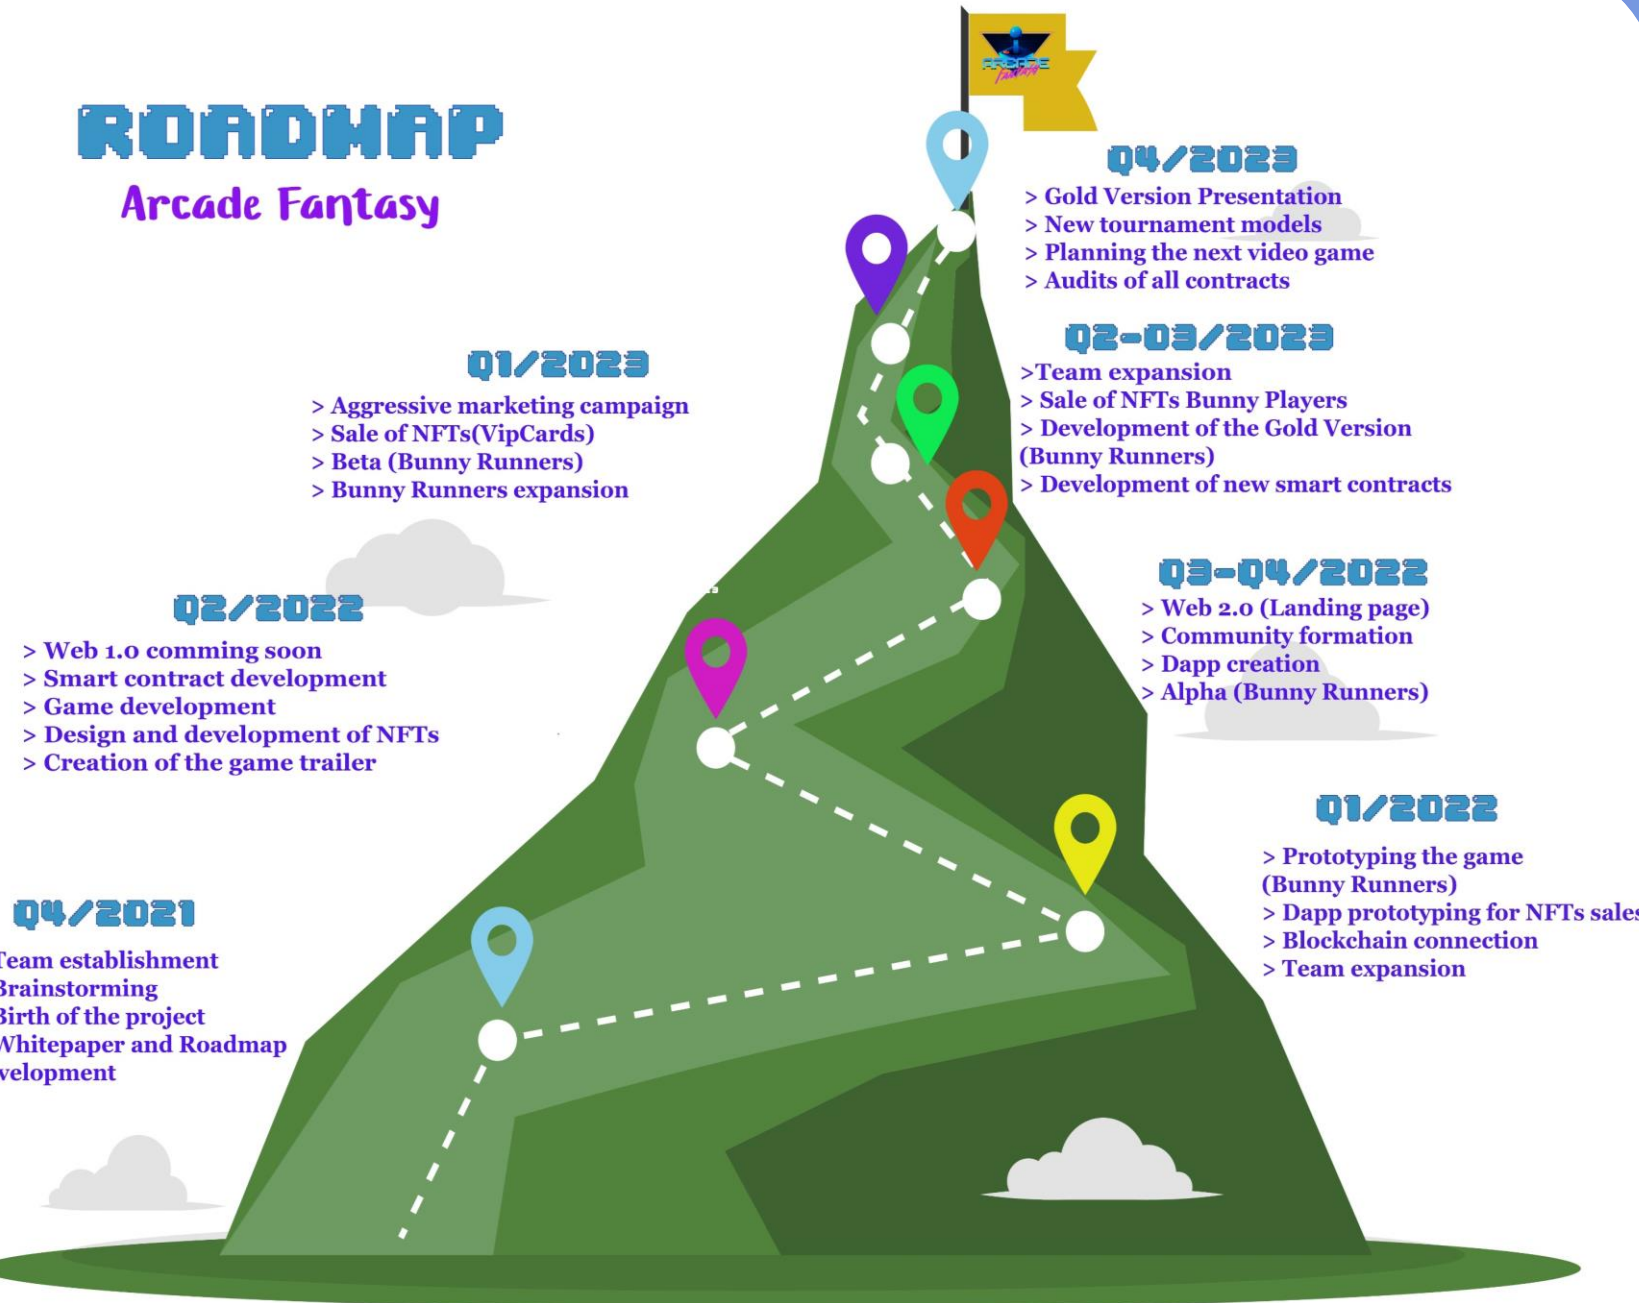 ROADMAP
Arcade Fantasy
ARCADE
Fantasy
Q4/2023
> Gold Version Presentation
> New tournament models
> Planning the next video game
> Audits of all contracts
Q2-03/2023
>Team expansion
> Sale of NFTs Bunny Players
> Development of the Gold Version
(Bunny Runners)
> Development of new smart contracts
Q1/2023
> Aggressive marketing campaign
> Sale of NFTs(VipCards)
> Beta (Bunny Runners)
> Bunny Runners expansion
Q3-Q4/2022
> Web 2.0 (Landing page)
> Community formation
> Dapp creation
> Alpha (Bunny Runners)
Q2/2022
> Web 1.0 comming soon
> Smart contract development
> Game development
> Design and development of NFTs
> Creation of the game trailer
Q1/2022
> Prototyping the game
(Bunny Runners)
> Dapp prototyping for NFTs sales
> Blockchain connection
> Team expansion
Q4/2021
Team establishment
Brainstorming
Birth of the project
Whitepaper and Roadmap
velopment